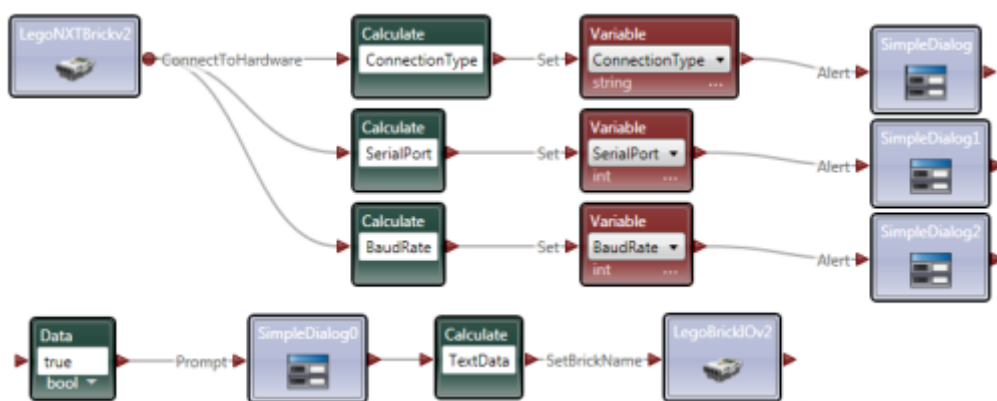 LegoNXTBrickv2
ConnectToHardware
Calculate
ConnectionType
Set
Variable
ConnectionType
string ...
Alert
SimpleDialog
Calculate
SerialPort
Set
Variable
SerialPort
int ...
Alert
SimpleDialog1
Calculate
BaudRate
Set
Variable
BaudRate
int ...
Alert
SimpleDialog2
Data
true
bool
Prompt
SimpleDialog0
Calculate
TextData
SetBrickName
LegoBrickIOv2